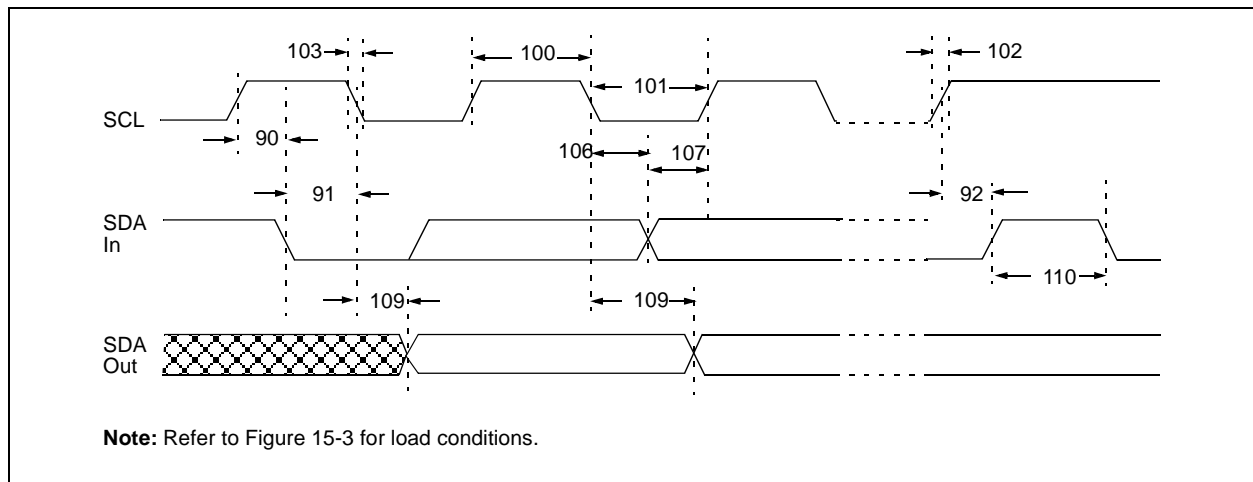 103
100
102
101
SCL
90
106
107
91
92
SDA
In
110
109
109
SDA
Out
Note: Refer to Figure 15-3 for load conditions.